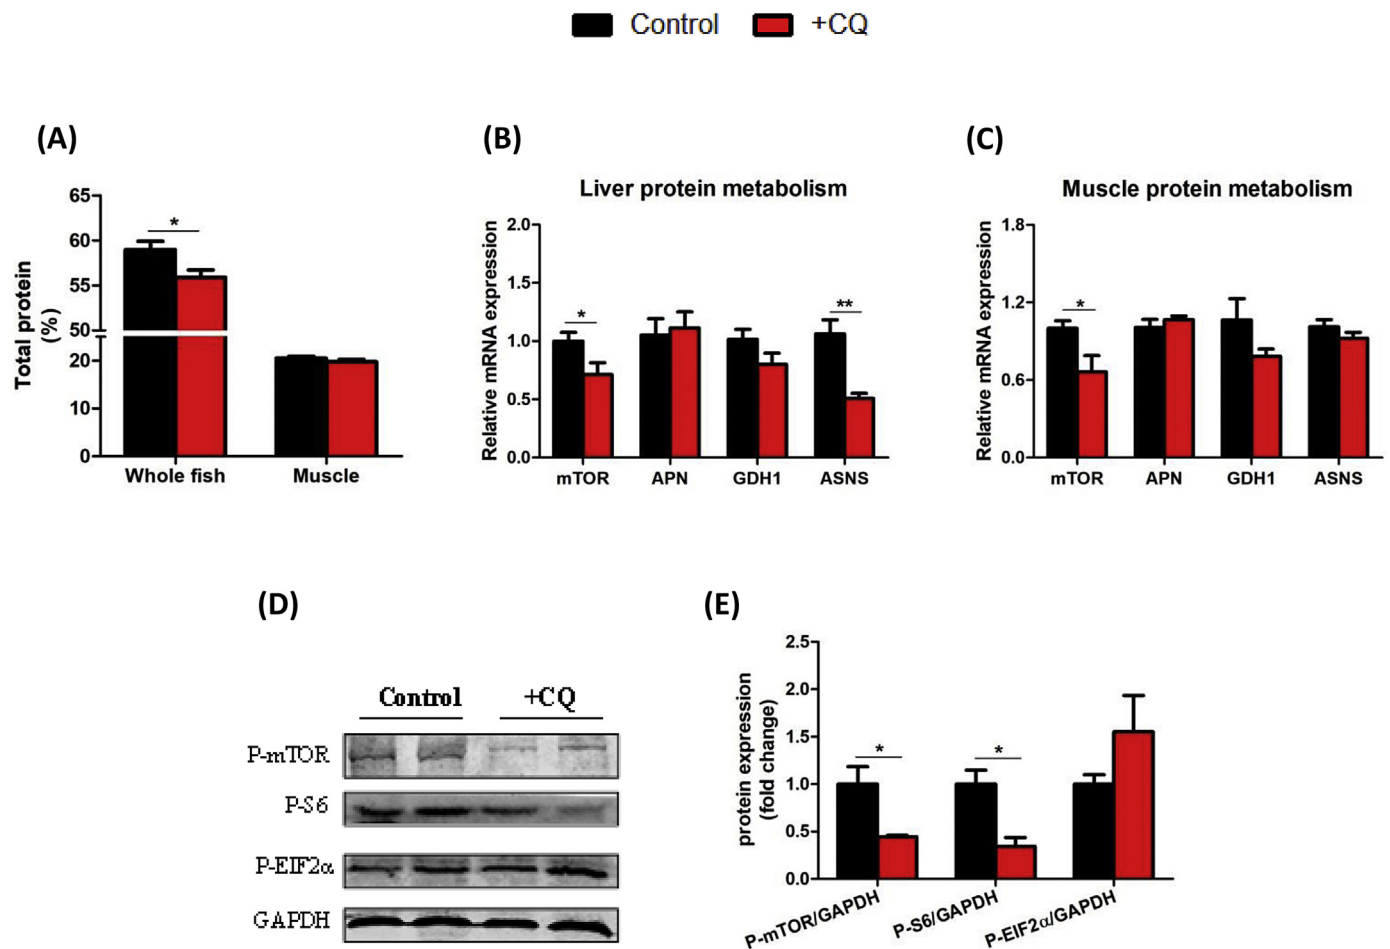 Control +CQ
(A)
(B)
(C)
Total protein
(%)
65
60
55
50
20
10
0
*
Whole fish Muscle
Liver protein metabolism
Relative mRNA expression
2.0
1.5
1.0
0.5
0.0
*
**
mTOR APN GDH1 ASNS
Muscle protein metabolism
Relative mRNA expression
1.8
1.2
0.6
0.0
*
mTOR APN GDH1 ASNS
(D)
Control +CQ
P-mTOR
P-S6
P-EIF2α
GAPDH
(E)
protein expression
(fold change)
2.5
2.0
1.5
1.0
0.5
0.0
*
*
P-mTOR/GAPDH
P-S6/GAPDH
P-EIF2α/GAPDH